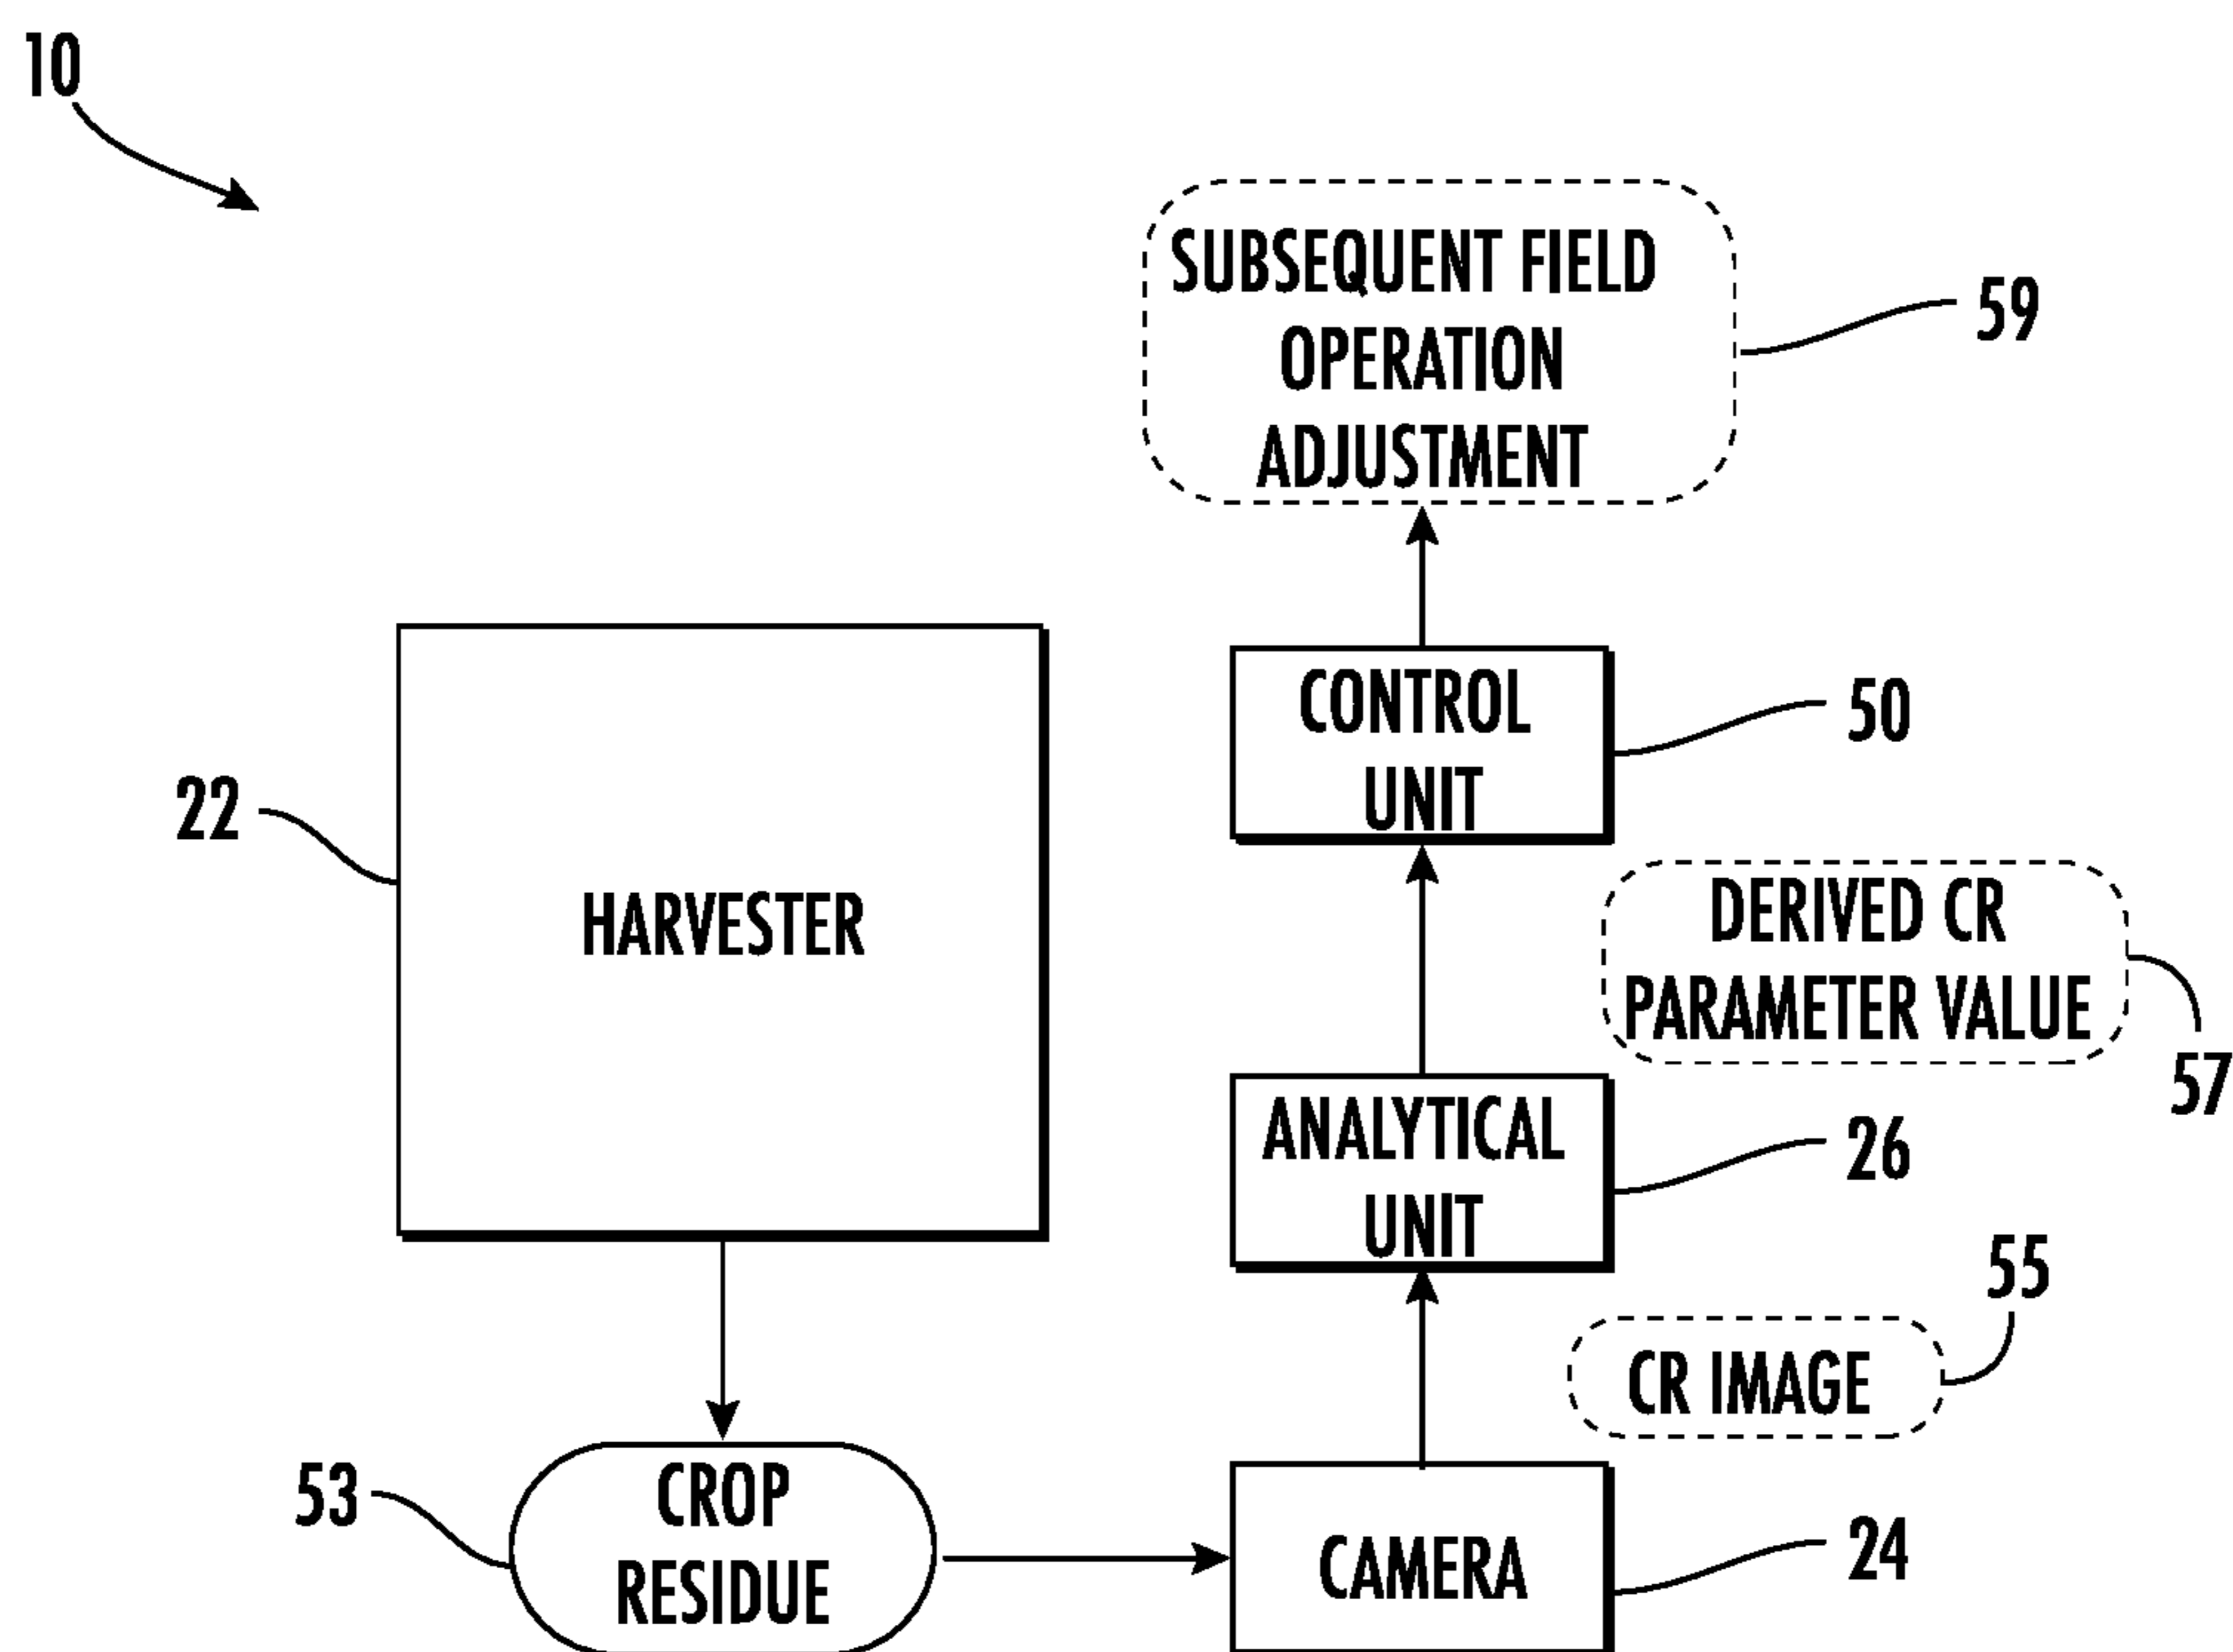 10
SUBSEQUENT FIELD
OPERATION
ADJUSTMENT
59
CONTROL
UNIT
50
22
HARVESTER
DERIVED CR
PARAMETER VALUE
57
ANALYTICAL
UNIT
26
55
CR IMAGE
53
CROP
RESIDUE
CAMERA
24